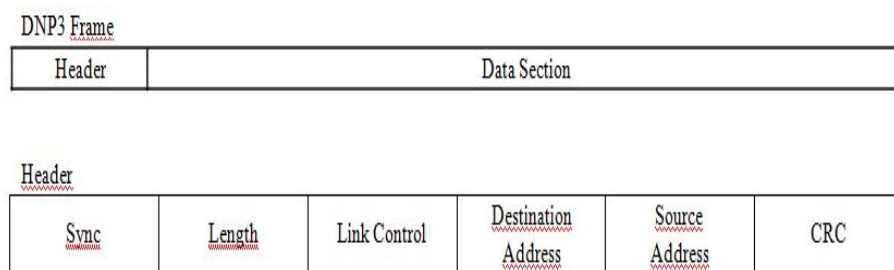 DNP3 Frame
Header Data Section
Header
Sync Length Link Control Destination Address Source Address CRC